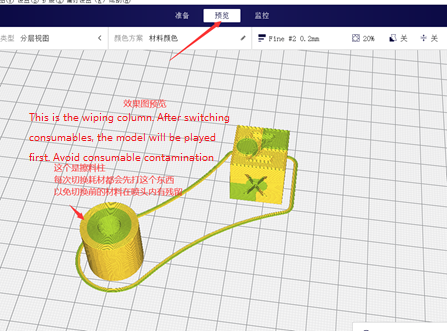 准备 预览 监控
类型 分层视图 颜色方案 材料颜色 Fine #2 0.2mm 20% 关 关
效果图预览
This is the wiping column. After switching
consumables, the model will be played
first. Avoid consumable contamination
这个是擦料柱
每次切换耗材都会先打这个东西
以免切换前的材料在喷头内有残留